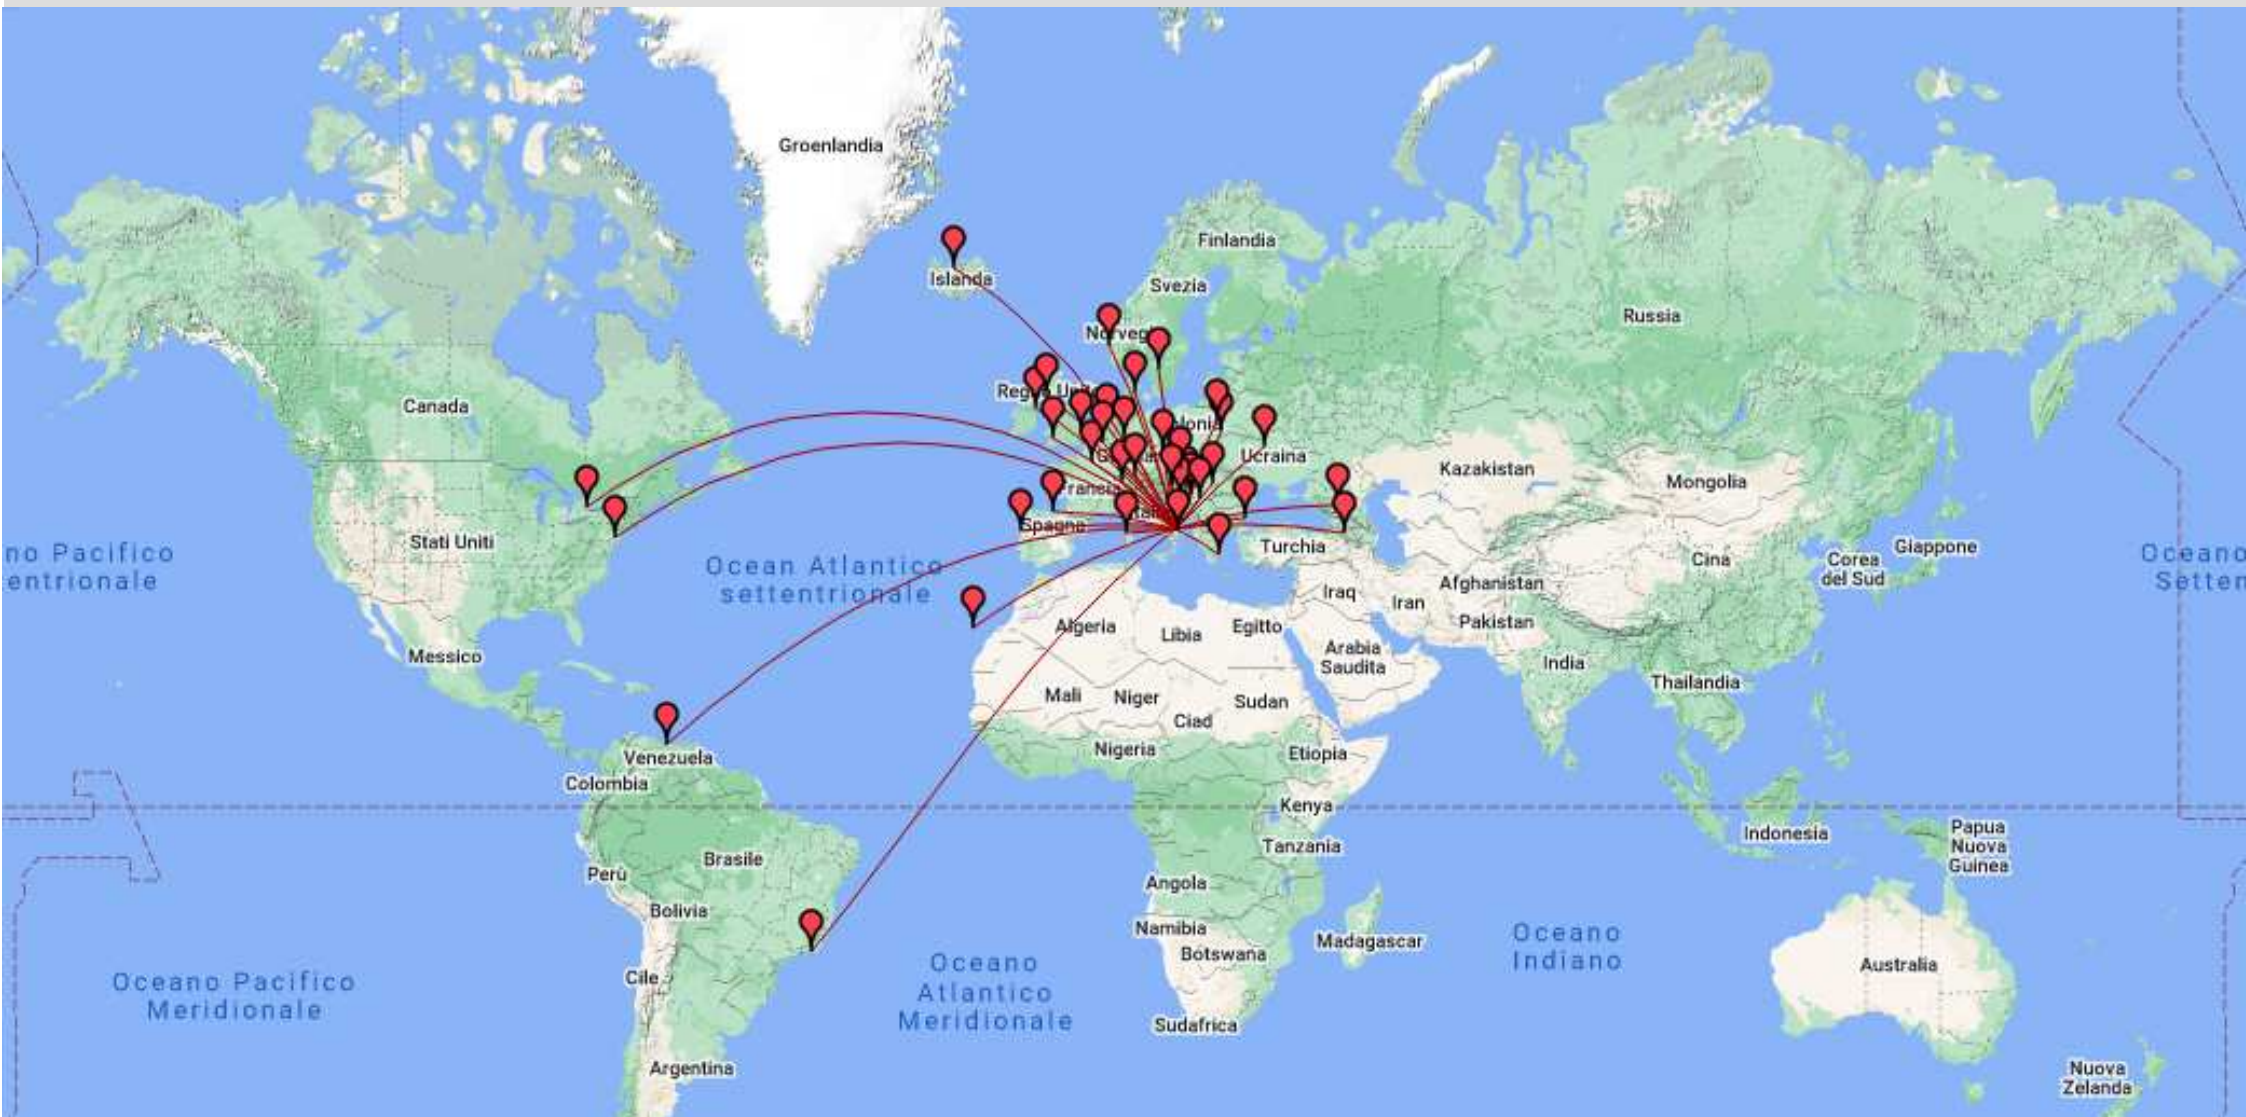 Groenlandia
Finlandia
Islanda
Svezia
Russia
Norveg
Canada
Ucraina
Kazakistan
Mongolia
Francia
Spagna
Stati Uniti
Turchia
Cina
Corea
del Sud
Giappone
no Pacifico
entrionale
Ocean Atlantico
settentrionale
Oceano
Setten
Iraq
Iran
Afghanistan
Pakistan
Algeria
Libia
Egitto
Arabia
Saudita
India
Messico
Thailandia
Mali
Niger
Sudan
Ciad
Nigeria
Etiopia
Venezuela
Colombia
Kenya
Indonesia
Papua
Nuova
Guinea
Tanzania
Brasile
Perù
Angola
Bolivia
Namibia
Botswana
Madagascar
Oceano
Indiano
Australia
Cile
Oceano Pacifico
Meridionale
Oceano
Atlantico
Meridionale
Sudafrica
Argentina
Nuova
Zelanda